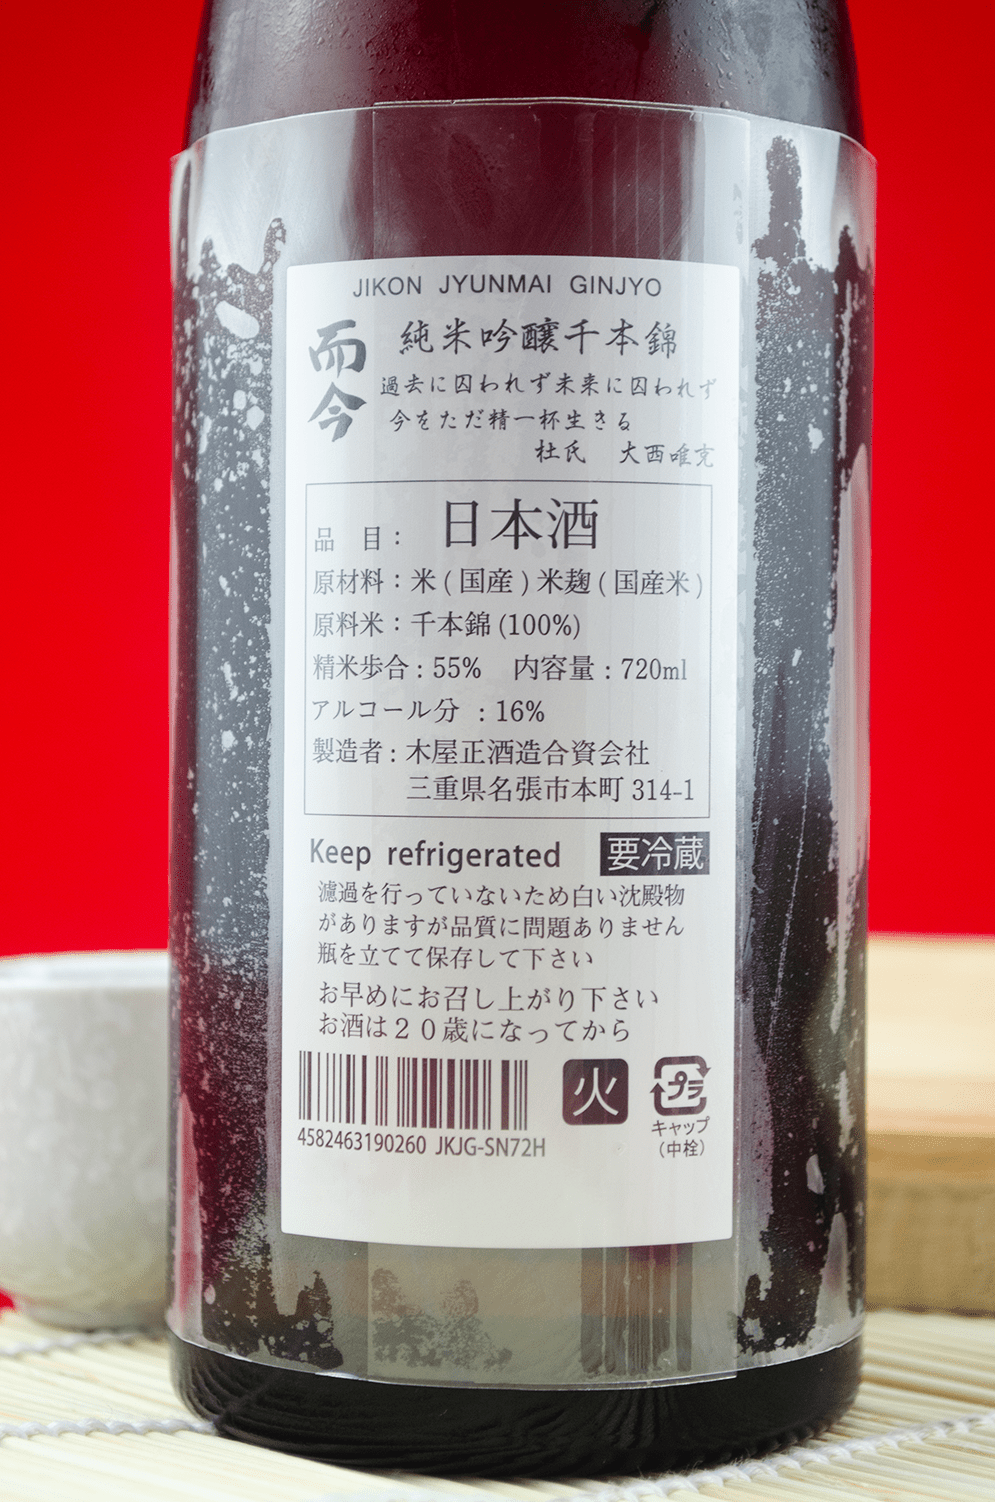 JIKON JYUNMAI GINJYO
而今
純米吟醸千本錦
過去に囚われず未来に囚われず
今をただ精一杯生きる
杜氏 大西唯克
品 目： 日本酒
原材料：米(国産)米麹(国産米)
原料米：千本錦(100%)
精米歩合：55% 内容量：720ml
アルコール分 ：16%
製造者：木屋正酒造合資会社
三重県名張市本町 314-1
Keep refrigerated 要冷蔵
濾過を行っていないため白い沈殿物
がありますが品質に問題ありません
瓶を立てて保存して下さい
お早めにお召し上がり下さい
お酒は２０歳になってから
火
プラ
4582463190260 JKJG-SN72H
キャップ
(中栓)